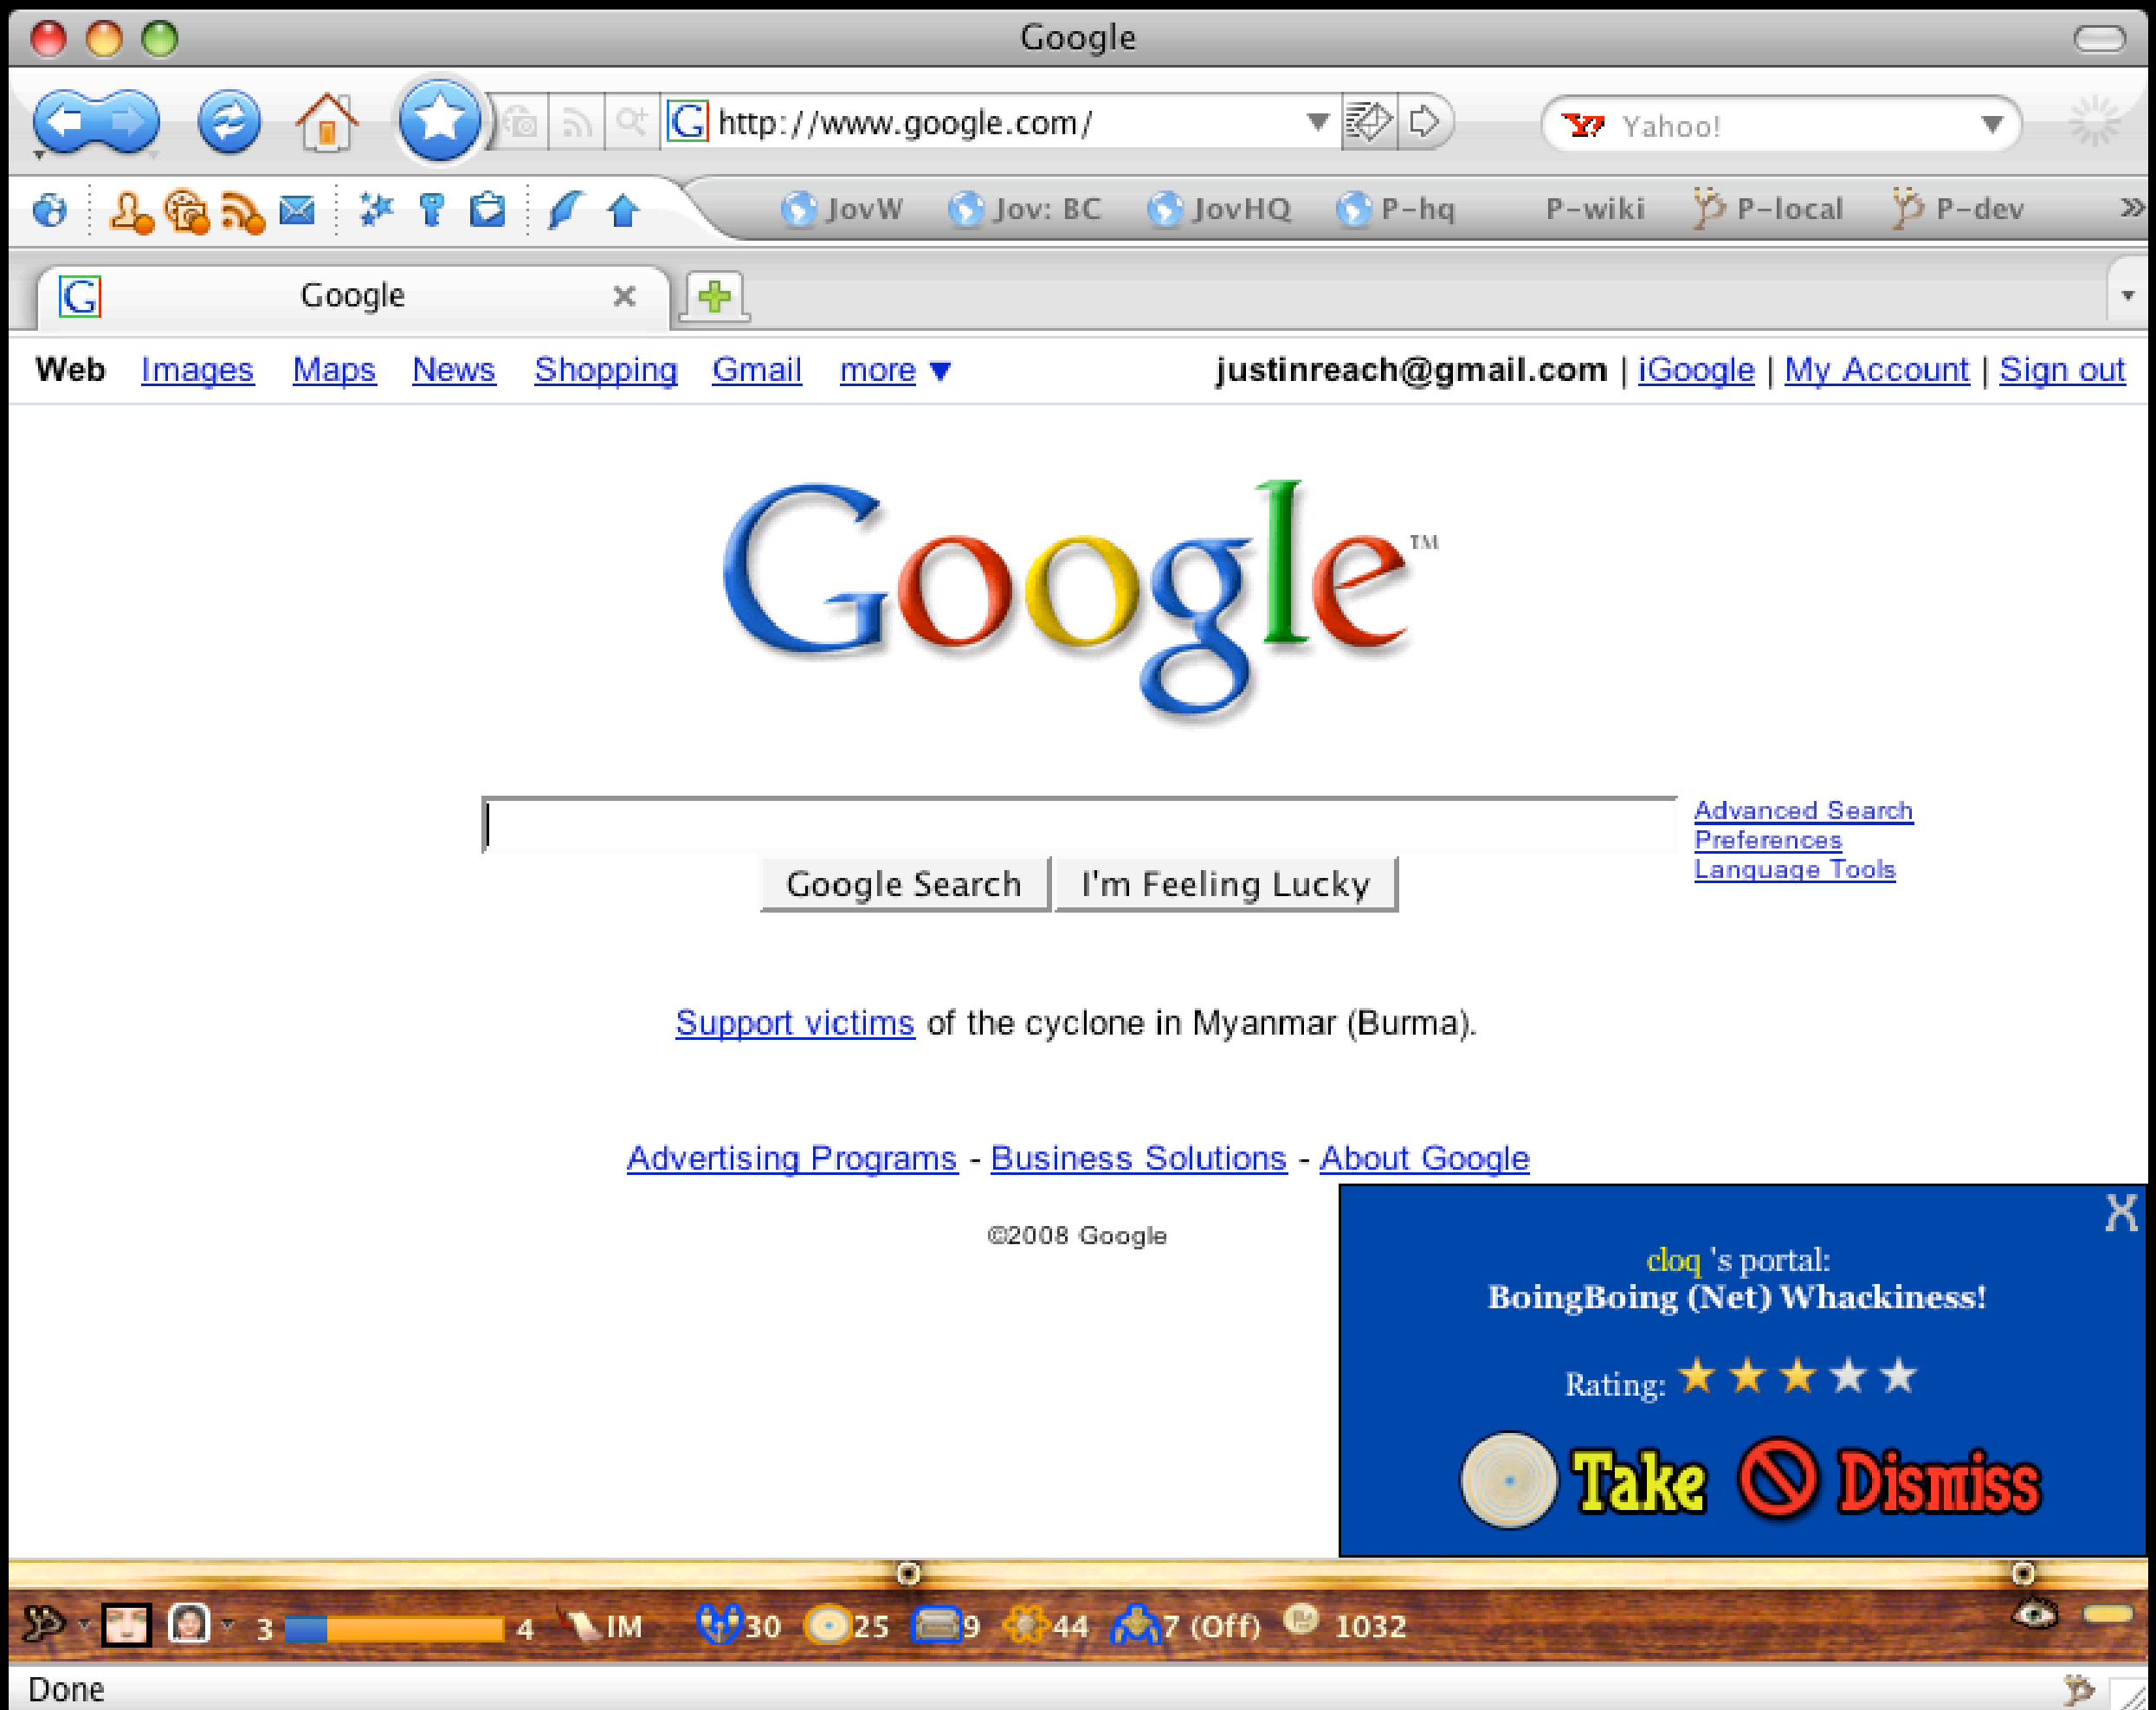 Google
http://www.google.com/
Yahoo!
JovW Jov: BC JovHQ P-hq P-wiki P-local P-dev »
Google
Web Images Maps News Shopping Gmail more ▼ justinreach@gmail.com | iGoogle | My Account | Sign out
Google™
Advanced Search
Preferences
Language Tools
Google Search I'm Feeling Lucky
Support victims of the cyclone in Myanmar (Burma).
Advertising Programs - Business Solutions - About Google
©2008 Google
X
cloq 's portal:
BoingBoing (Net) Whackiness!
Rating:
Take Dismiss
3 4 IM 30 25 9 44 7 (Off) 1032
Done